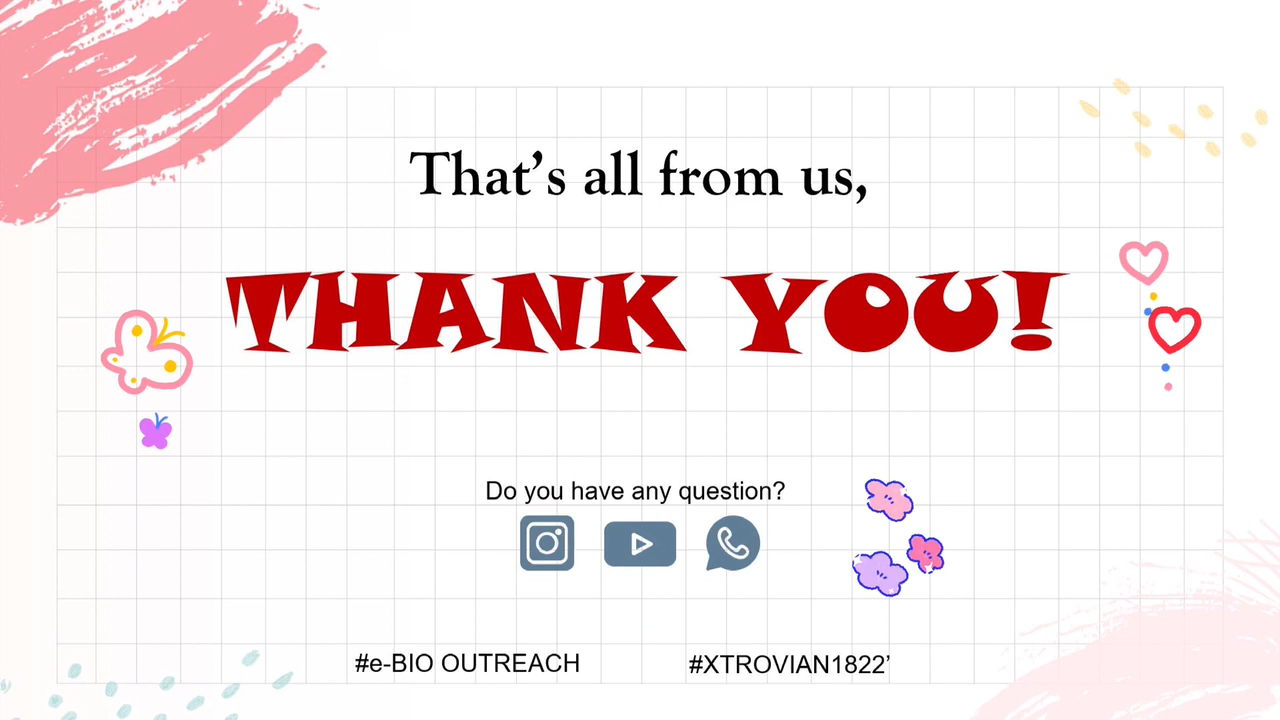 That’s all from us,
THANK YOU!
Do you have any question?
#e-BIO OUTREACH #XTROVIAN1822’